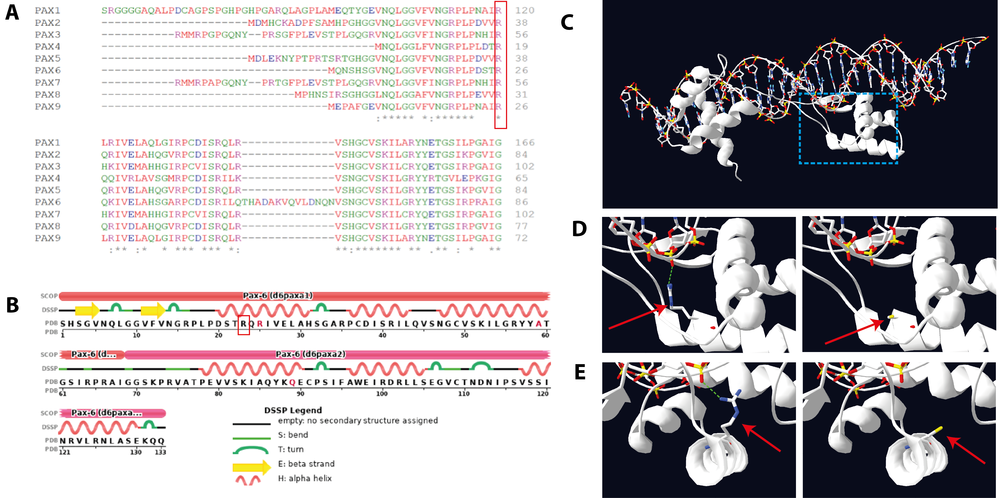 A
PAX1 SRGGGGAQALPDCAGPSPGHPGHPGARQLAGPLAMEQTYGEVNQLGGVFVNGRPLPNAIR 120
PAX2 ----------------------MDMHCKADPFSAMHPGHGGVNQLGGVFVNGRPLPDVVR 38
PAX3 -----------RMMRPGPGQNY--PRSGFPLEVSTPLGQGRVNQLGGVFINGRPLPNHIR 56
PAX4 -----------------------------------------MNQLGGLFVNGRPLPLDTR 19
PAX5 ----------------------MDLEKNYPTPRTSRTGHGGVNQLGGVFVNGRPLPDVVR 38
PAX6 ----------------------------------MQNSHSGVNQLGGVFVNGRPLPDSTR 26
PAX7 -----------RMMRPAPGQNY--PRTGFPLEVSTPLGQGRVNQLGGVFINGRPLPNHIR 56
PAX8 -----------------------------MPHNSIRSGHGGLNQLGGAFVNGRPLPEVVR 31
PAX9 ----------------------------------MEPAFGEVNQLGGVFVNGRPLPNAIR 26
:***** *:****** *
PAX1 LRIVELAQLGIRPCDISRQLR--------------VSHGCVSKILARYNETGSILPGAIG 166
PAX2 QRIVELAHQGVRPCDISRQLR--------------VSHGCVSKILGRYYETGSIKPGVIG 84
PAX3 HKIVEMAHHGIRPCVISRQLR--------------VSHGCVSKILCRYQETGSIRPGAIG 102
PAX4 QQIVRLAVSGMRPCDISRILK--------------VSNGCVSKILGRYYRTGVLEPKGIG 65
PAX5 QRIVELAHQGVRPCDISRQLR--------------VSHGCVSKILGRYYETGSIKPGVIG 84
PAX6 QKIVELAHSGARPCDISRILQTHADAKVQVLDNQNVSNGCVSKILGRYYETGSIRPRAIG 86
PAX7 HKIVEMAHHGIRPCVISRQLR--------------VSHGCVSKILCRYQETGSIRPGAIG 102
PAX8 QRIVDLAHQGVRPCDISRQLR--------------VSHGCVSKILGRYYETGSIRPGVIG 77
PAX9 LRIVELAQLGIRPCDISRQLR--------------VSHGCVSKILARYNETGSILPGAIG 72
:** :* * *** *** *: **:****** ** .** : * **
B
SCOP Pax-6 (d6paxa1)
DSSP
PDB SHSGVNQLGGVFVNGRPLPDSTRQRIVELAHSGARPCDISRILQVSNGCVSKILGRYYAT
PDB 1 10 20 30 40 50 60
SCOP Pax-6 (d... Pax-6 (d6paxa2)
DSSP
PDB GSIRPRAIGGSKPRVATPEVVSKIAQYKQECPSIFAWEIRDRLLSEGVCTNDNIPSVSSI
PDB 61 70 80 90 100 110 120
SCOP Pax-6 (d6paxa...
DSSP
PDB NRVLRNLASEKQQ
PDB 121 130 133
DSSP Legend
empty: no secondary structure assigned
S: bend
T: turn
E: beta strand
H: alpha helix
C
D
E